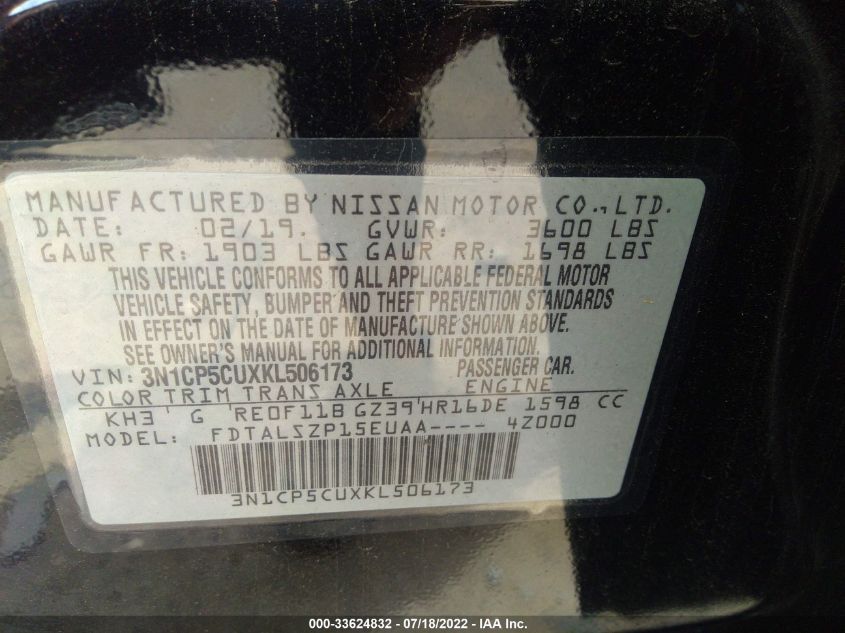 MANUFACTURED BY NISSAN MOTOR CO., LTD.
DATE: 02/19. GVWR: 3600 LBS
GAWR FR: 1903 LBS GAWR RR: 1698 LBS
THIS VEHICLE CONFORMS TO ALL APPLICABLE FEDERAL MOTOR
VEHICLE SAFETY, BUMPER AND THEFT PREVENTION STANDARDS
IN EFFECT ON THE DATE OF MANUFACTURE SHOWN ABOVE.
SEE OWNER'S MANUAL FOR ADDITIONAL INFORMATION.
VIN: 3N1CP5CUXKL506173 PASSENGER CAR.
COLOR TRIM TRANS AXLE ENGINE
KH3 G RE0F11B GZ39 HR16DE 1598 CC
MODEL: FDTALSZP15EUAA---- 4Z000
3N1CP5CUXKL506173
000-33624832 - 07/18/2022 - IAA Inc.